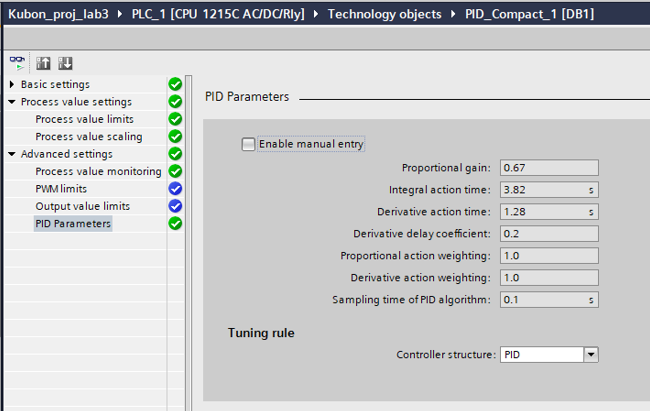 Kubon_proj_lab3 ▸ PLC_1 [CPU 1215C AC/DC/Rly] ▸ Technology objects ▸ PID_Compact_1 [DB1]
Basic settings
Process value settings
Process value limits
Process value scaling
Advanced settings
Process value monitoring
PWM limits
Output value limits
PID Parameters
PID Parameters
Enable manual entry
Proportional gain: 0.67
Integral action time: 3.82 s
Derivative action time: 1.28 s
Derivative delay coefficient: 0.2
Proportional action weighting: 1.0
Derivative action weighting: 1.0
Sampling time of PID algorithm: 0.1 s
Tuning rule
Controller structure: PID